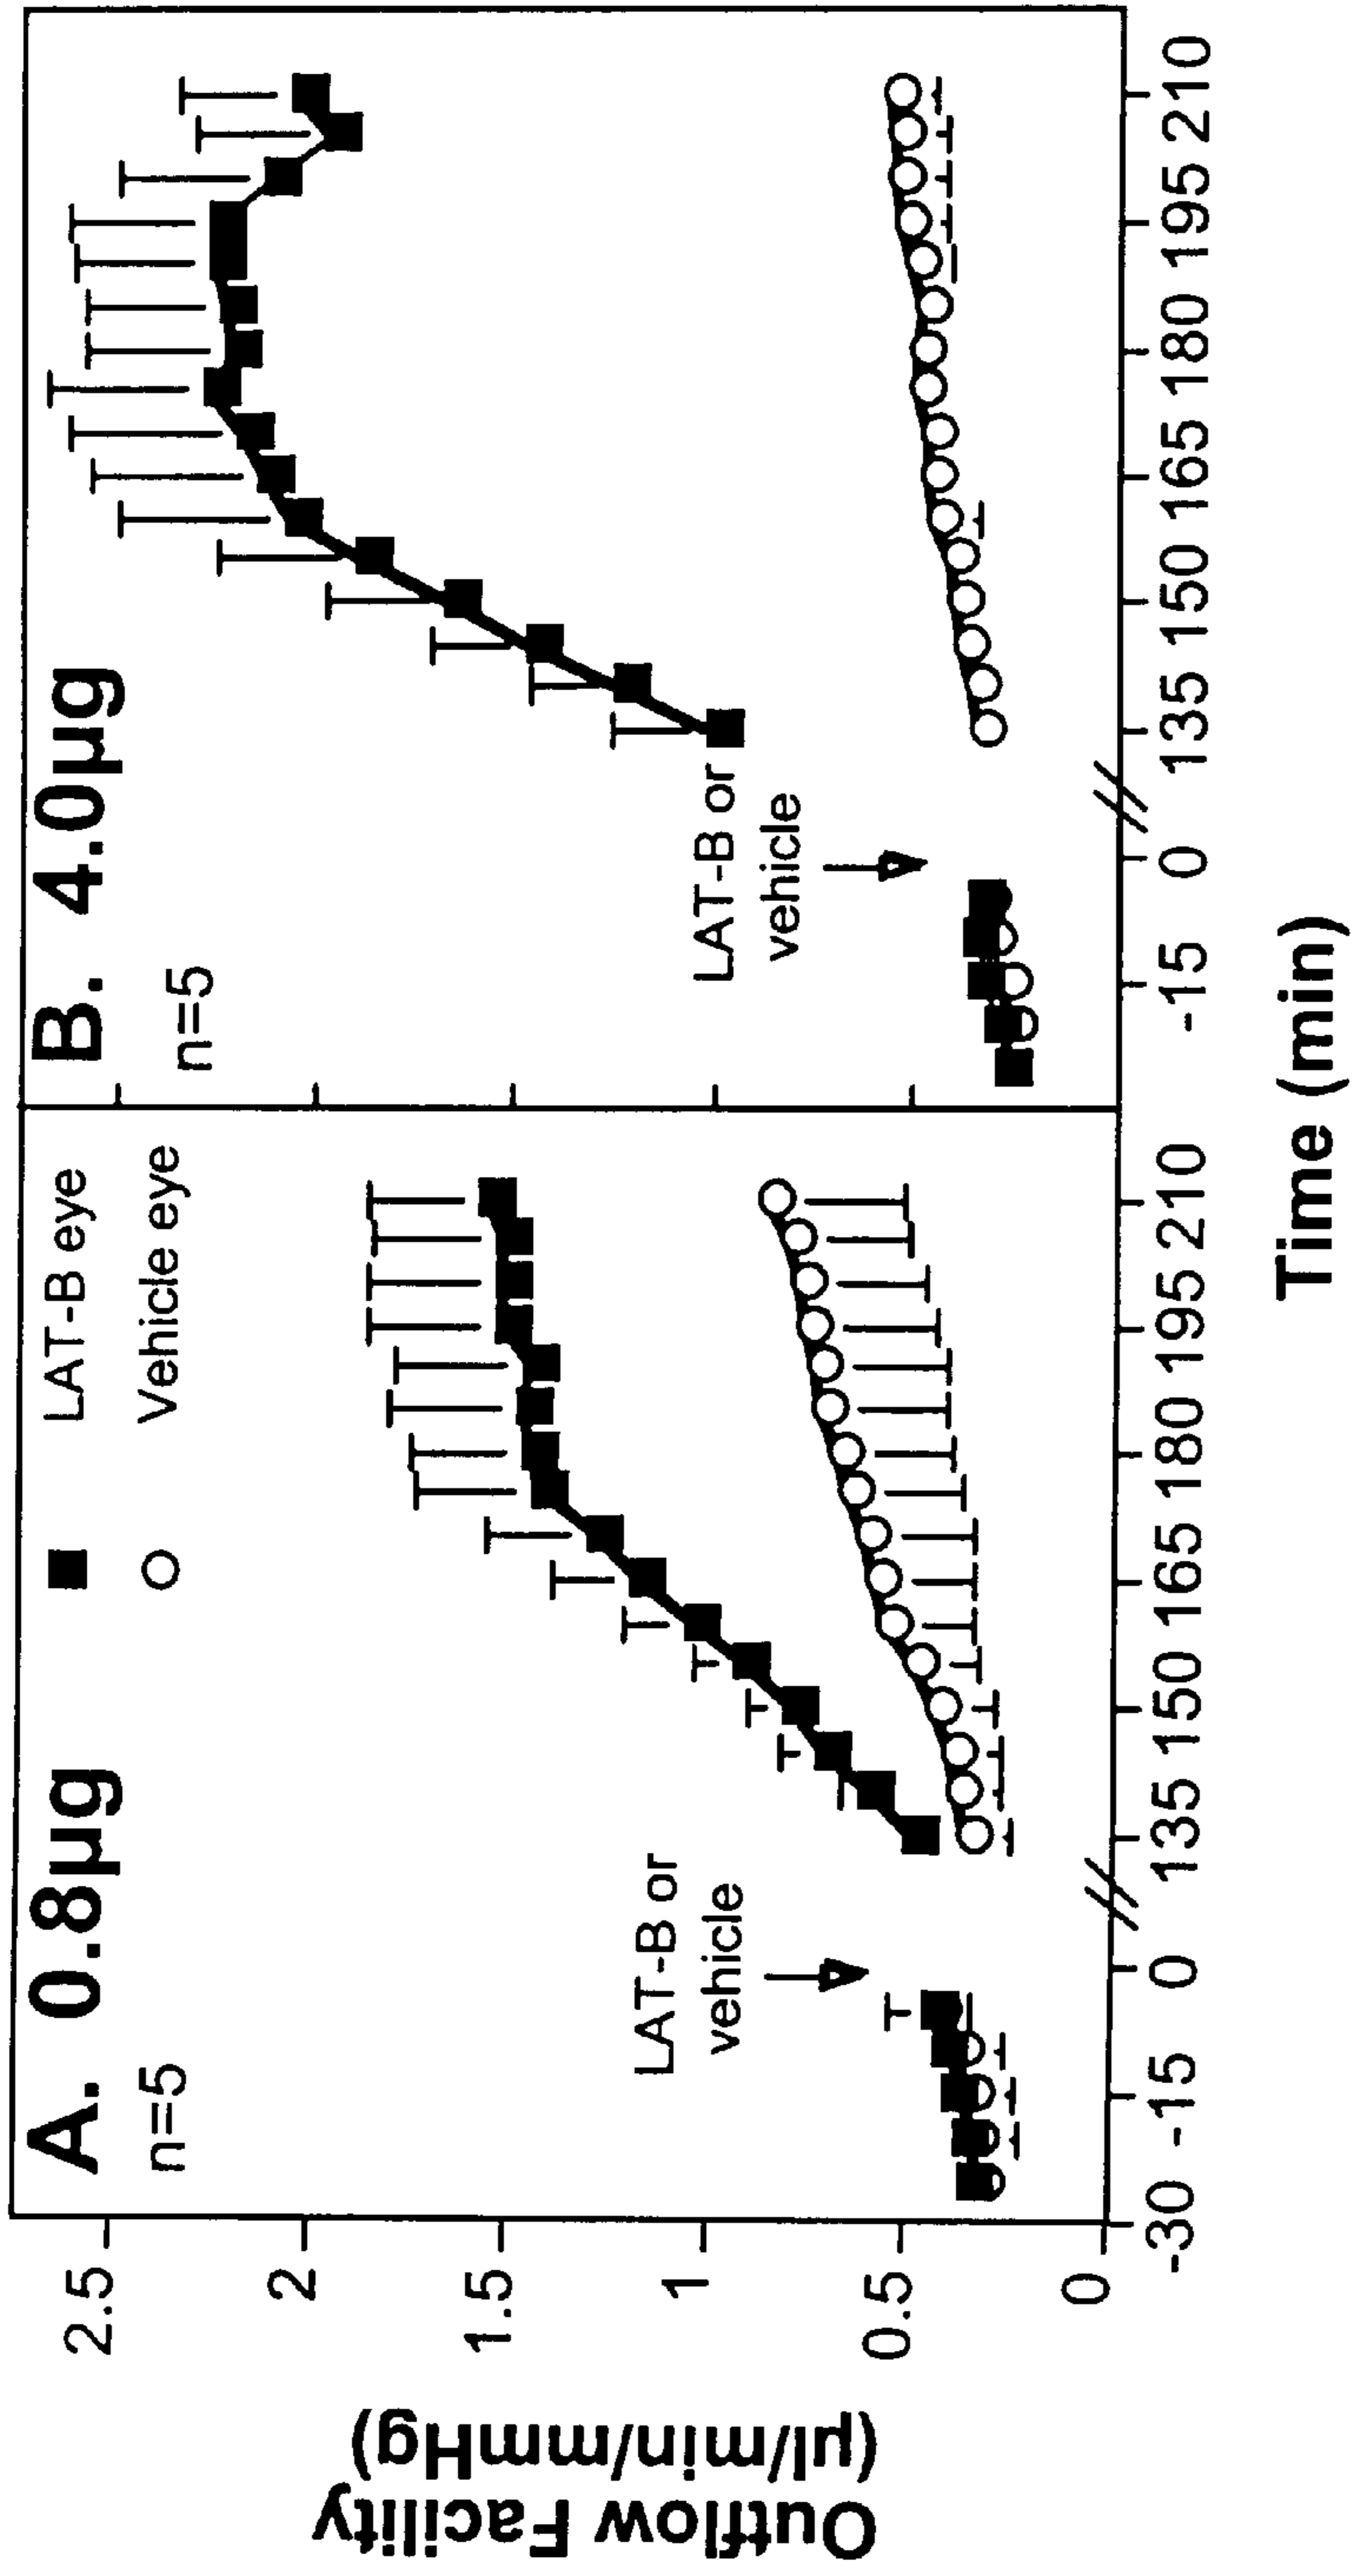 Outflow Facility
(µl/min/mmHg)
2.5
2
1.5
1
0.5
0
A. 0.8µg
n=5
LAT-B eye
Vehicle eye
LAT-B or
vehicle
-30 -15 0 135 150 165 180 195 210
B. 4.0µg
n=5
LAT-B or
vehicle
-15 0 135 150 165 180 195 210
Time (min)